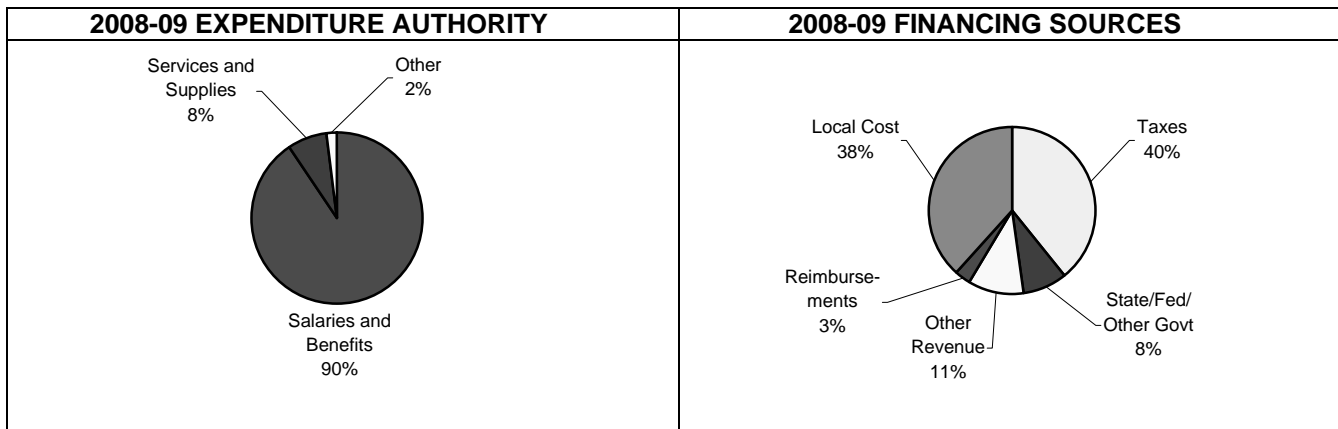 2008-09 EXPENDITURE AUTHORITY
Services and
Supplies
8%
Other
2%
Salaries and
Benefits
90%
2008-09 FINANCING SOURCES
Local Cost
38%
Taxes
40%
Reimburse-
ments
3%
Other
Revenue
11%
State/Fed/
Other Govt
8%